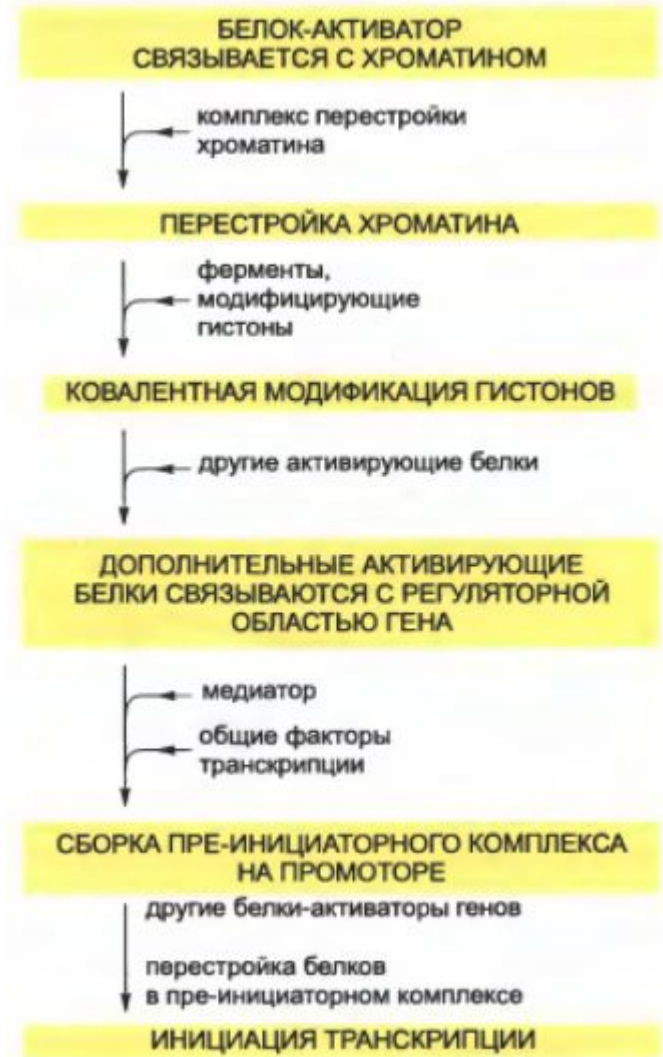 БЕЛОК-АКТИВАТОР
СВЯЗЫВАЕТСЯ С ХРОМАТИНОМ
комплекс перестройки
хроматина
ПЕРЕСТРОЙКА ХРОМАТИНА
ферменты,
модифицирующие
гистоны
КОВАЛЕНТНАЯ МОДИФИКАЦИЯ ГИСТОНОВ
другие активирующие белки
ДОПОЛНИТЕЛЬНЫЕ АКТИВИРУЮЩИЕ
БЕЛКИ СВЯЗЫВАЮТСЯ С РЕГУЛЯТОРНОЙ
ОБЛАСТЬЮ ГЕНА
медиатор
общие факторы
транскрипции
СБОРКА ПРЕ-ИНИЦИАТОРНОГО КОМПЛЕКСА
НА ПРОМОТОРЕ
другие белки-активаторы генов
перестройка белков
в пре-инициаторном комплексе
ИНИЦИАЦИЯ ТРАНСКРИПЦИИ